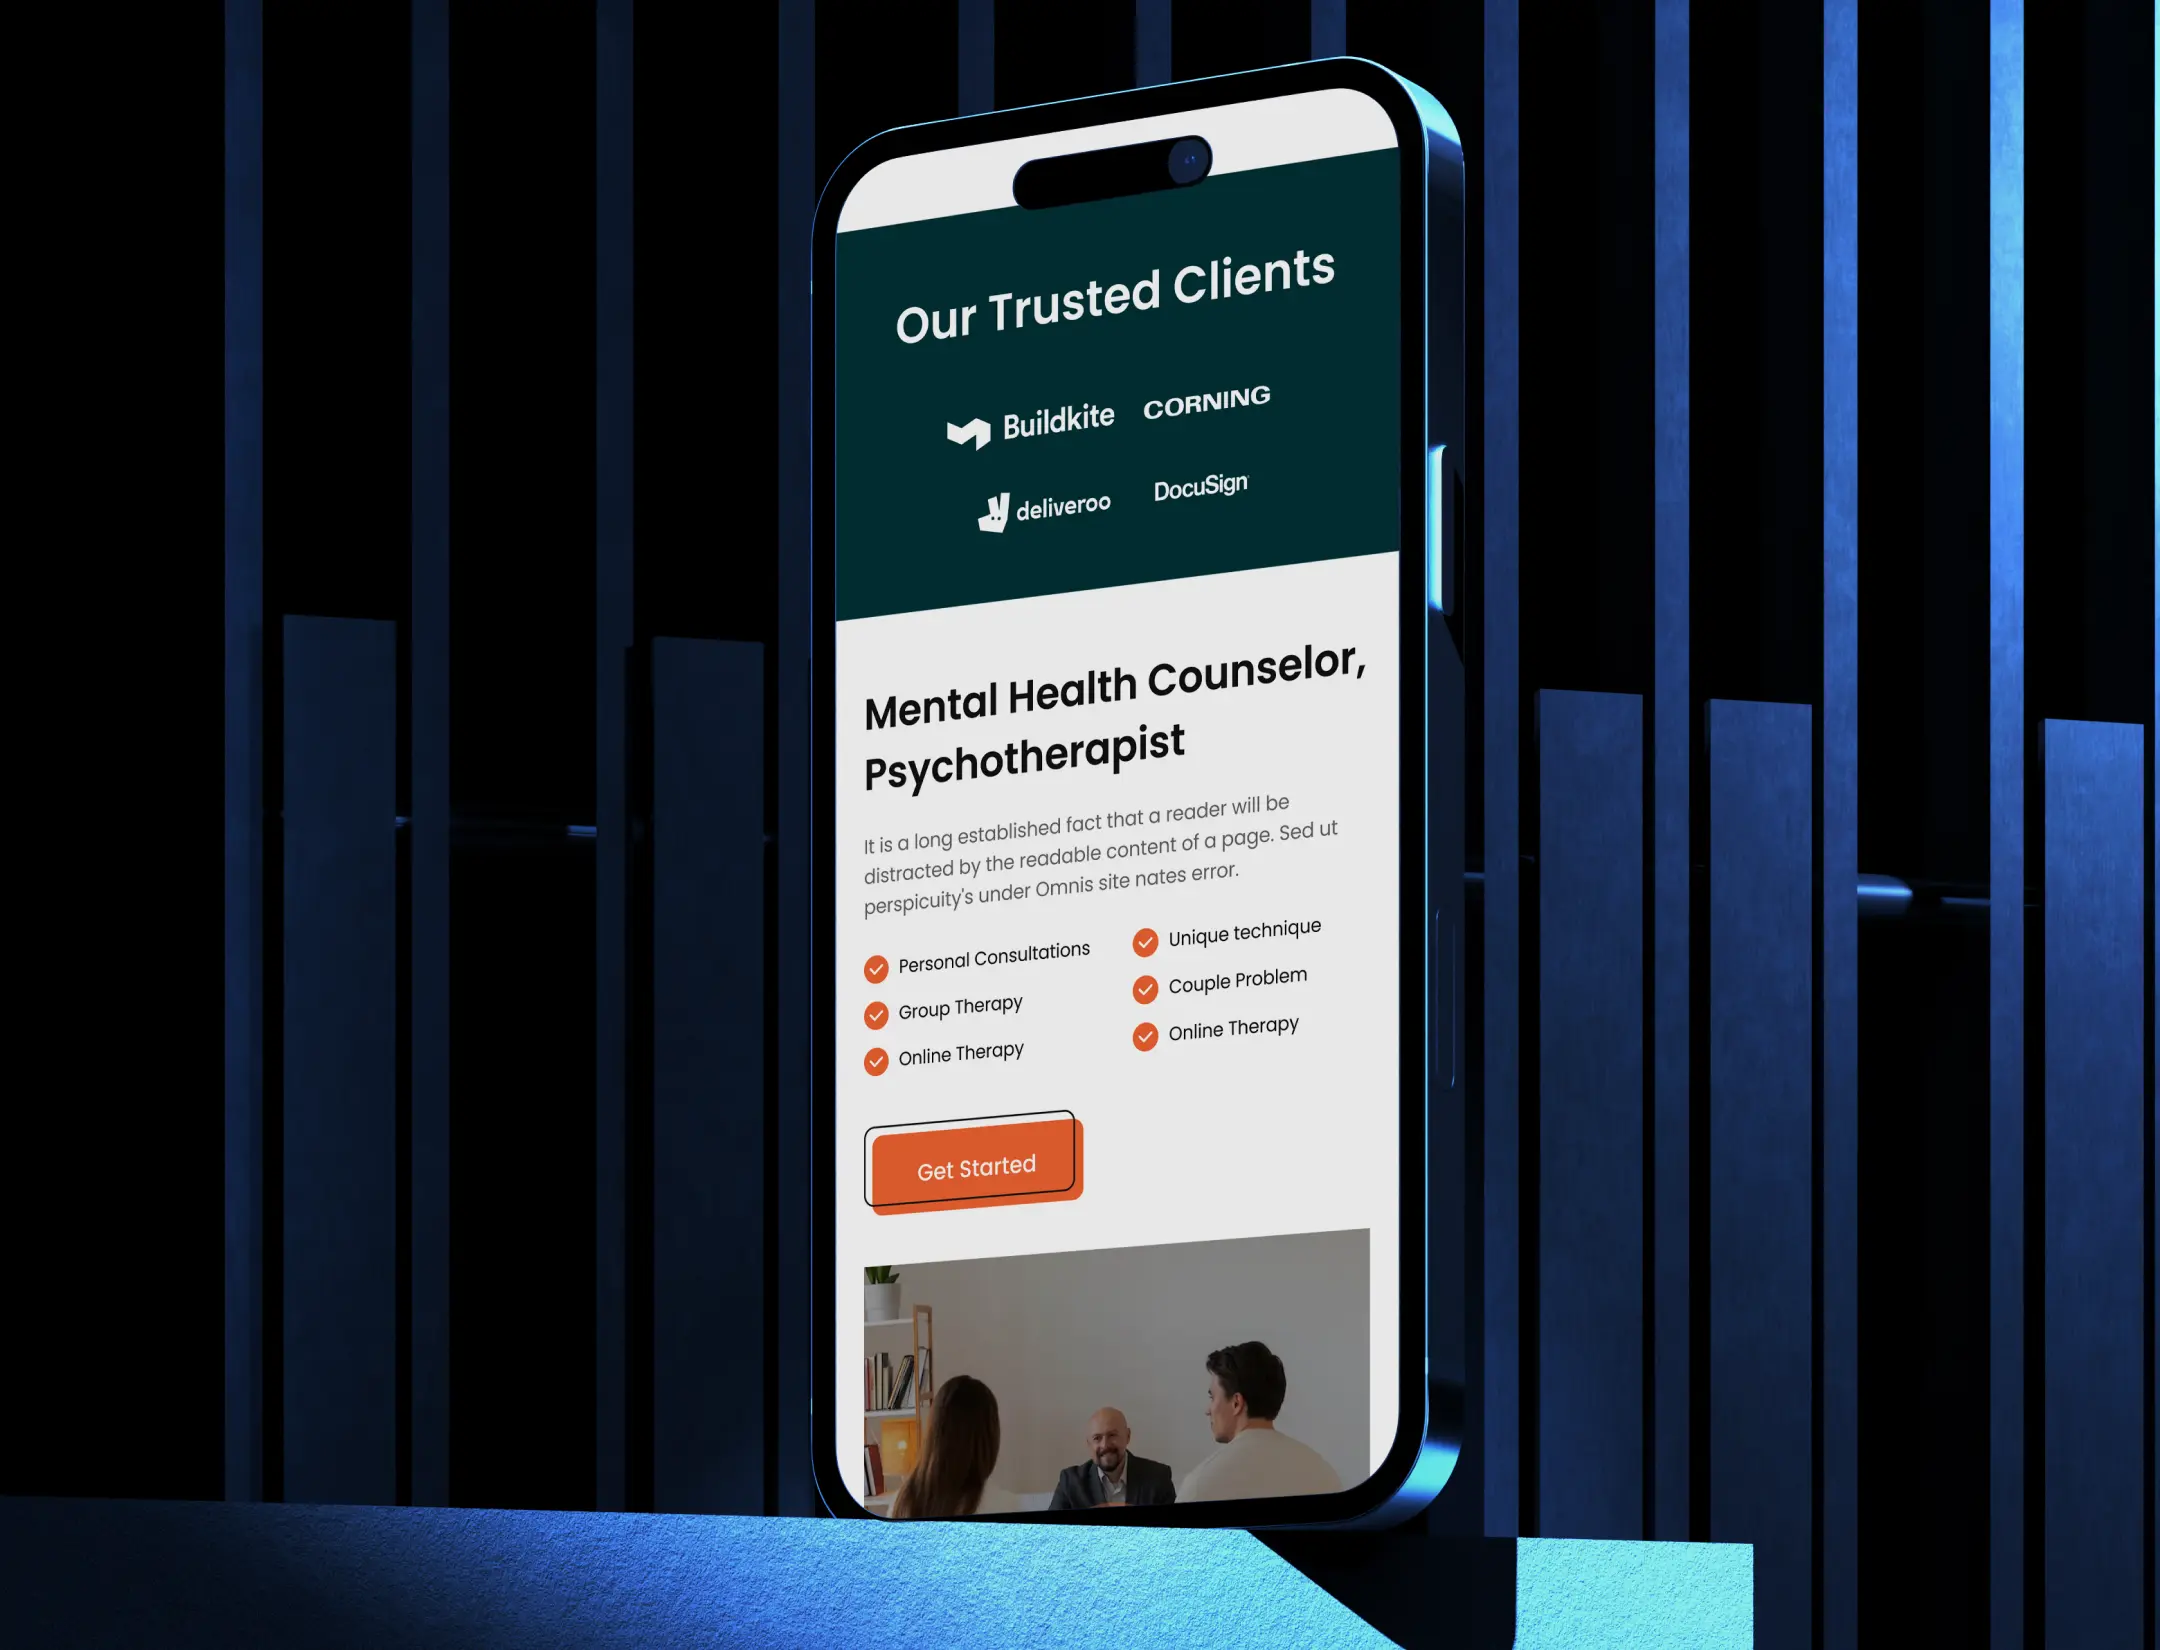 Our Trusted Clients
Buildkite CORNING
deliveroo DocuSign
Mental Health Counselor,
Psychotherapist
It is a long established fact that a reader will be
distracted by the readable content of a page. Sed ut
perspicuity's under Omnis site nates error.
Personal Consultations
Group Therapy
Online Therapy
Unique technique
Couple Problem
Online Therapy
Get Started